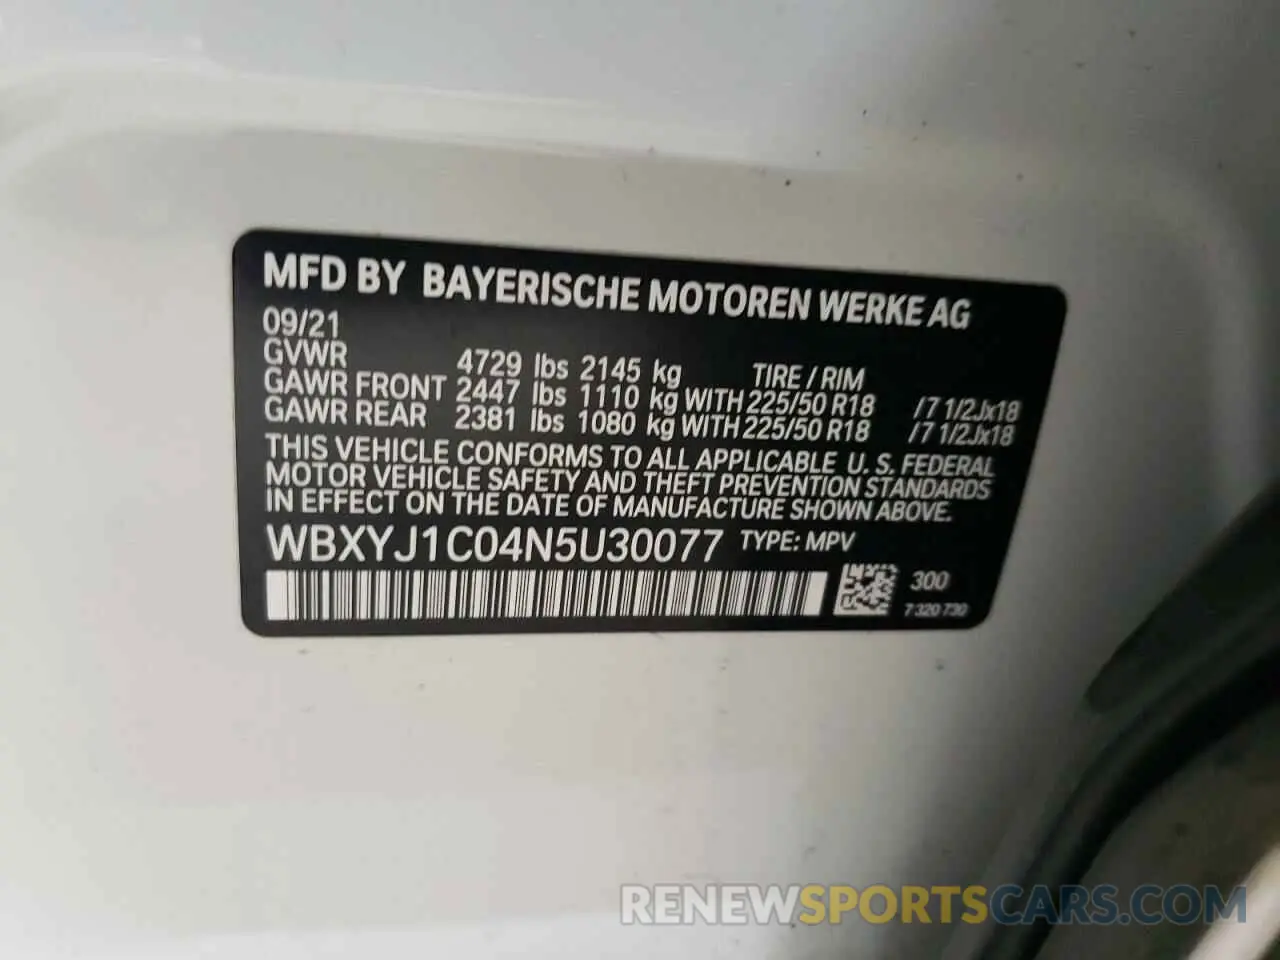 MFD BY BAYERISCHE MOTOREN WERKE AG
09/21
GVWR 4729 lbs 2145 kg TIRE / RIM
GAWR FRONT 2447 lbs 1110 kg WITH 225/50 R18 /7 1/2Jx18
GAWR REAR 2381 lbs 1080 kg WITH 225/50 R18 /7 1/2Jx18
THIS VEHICLE CONFORMS TO ALL APPLICABLE U. S. FEDERAL
MOTOR VEHICLE SAFETY AND THEFT PREVENTION STANDARDS
IN EFFECT ON THE DATE OF MANUFACTURE SHOWN ABOVE.
WBXYJ1C04N5U30077 TYPE: MPV
300
7 320 730
RENEWSPORTSCARS.COM